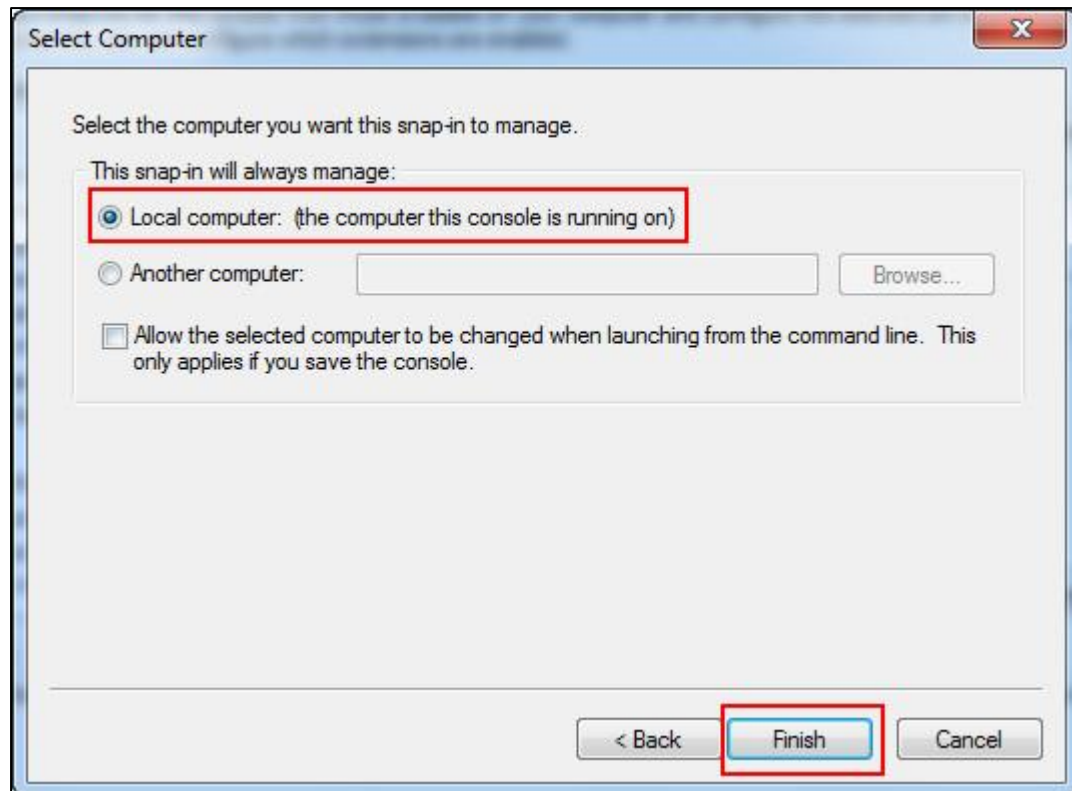 Select Computer
Select the computer you want this snap-in to manage.
This snap-in will always manage:
Local computer: (the computer this console is running on)
Another computer:
Browse...
Allow the selected computer to be changed when launching from the command line. This
only applies if you save the console.
< Back
Finish
Cancel